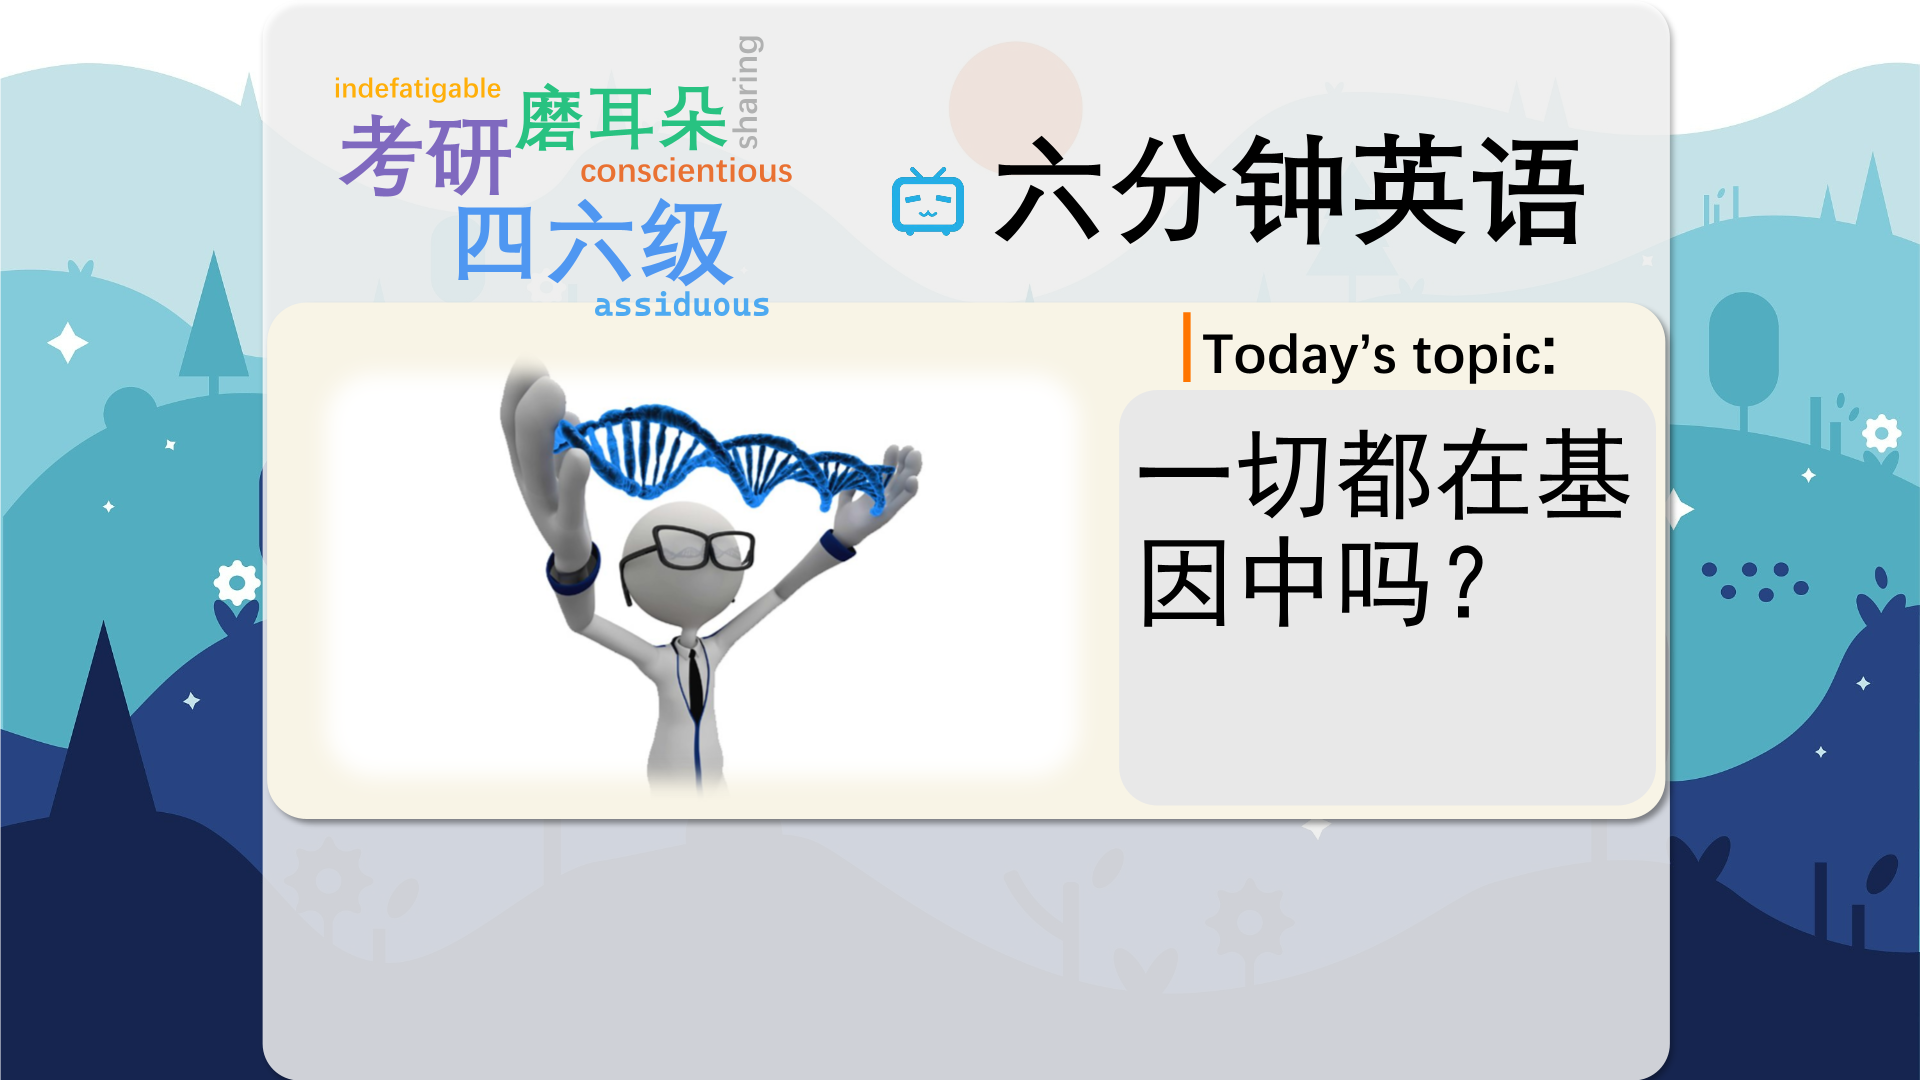 indefatigable
考研
磨耳朵
sharing
conscientious
四六级
assiduous
六分钟英语
Today’s topic:
一切都在基
因中吗？